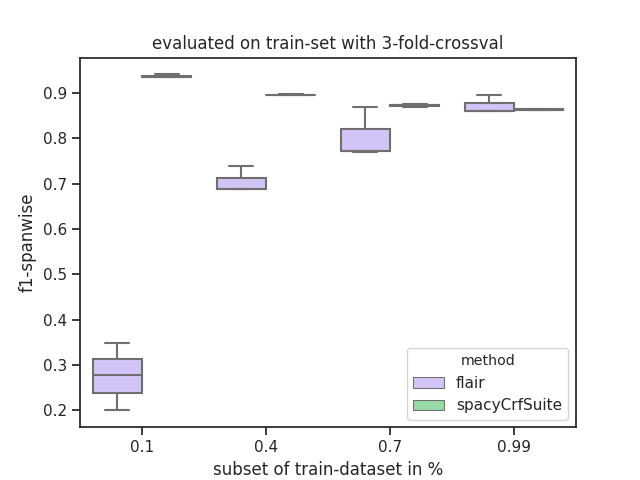 evaluated on train-set with 3-fold-crossval
f1-spanwise
0.9
0.8
0.7
0.6
0.5
0.4
0.3
0.2
method
flair
spacyCrfSuite
0.1 0.4 0.7 0.99
subset of train-dataset in %